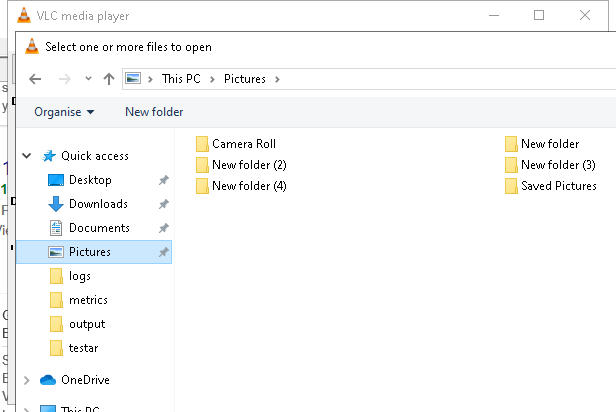 VLC media player
Select one or more files to open
This PC > Pictures >
Organise New folder
Camera Roll New folder
New folder (2) New folder (3)
New folder (4) Saved Pictures
Quick access
Desktop
Downloads
Documents
Pictures
logs
metrics
output
testar
OneDrive
This PC